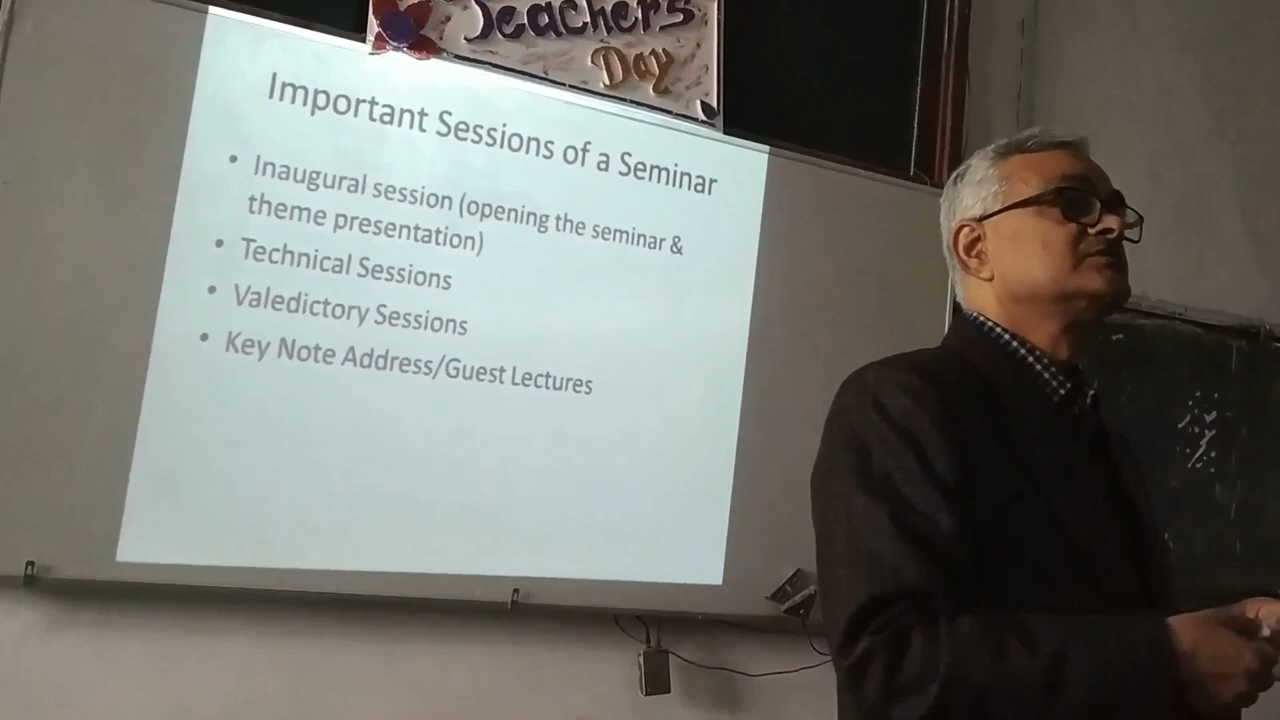 Teachers
Day
Important Sessions of a Seminar
• Inaugural session (opening the seminar &
theme presentation)
• Technical Sessions
• Valedictory Sessions
• Key Note Address/Guest Lectures